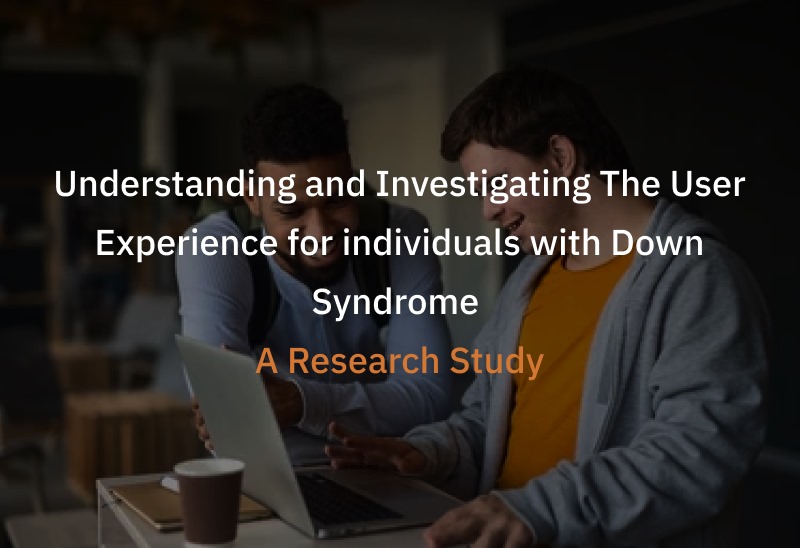 Understanding and Investigating The User
Experience for individuals with Down
Syndrome
A Research Study